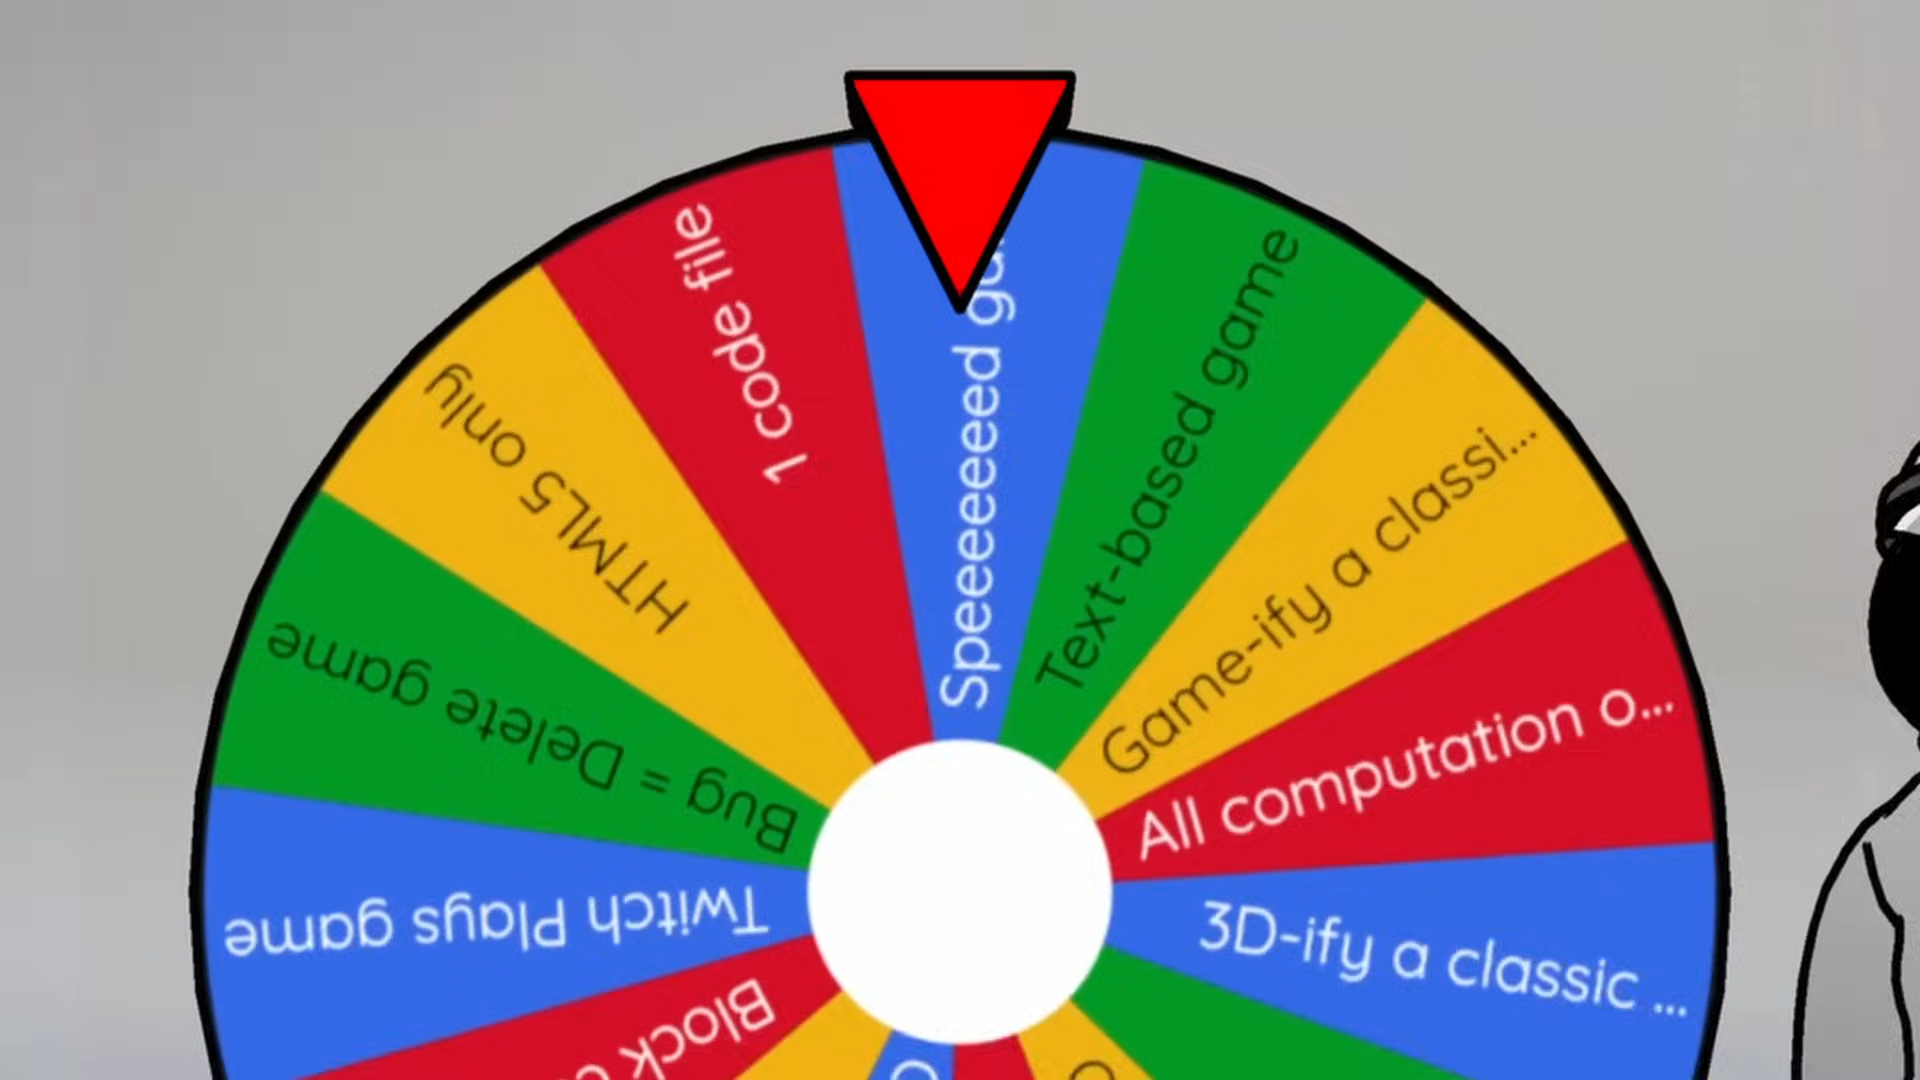 1 code file
Speeeeeeed
Text-based game
HTML5 only
Game-ify a classi...
Bug = Delete game
All computation o...
Twitch Plays game
3D-ify a classic ...
Block